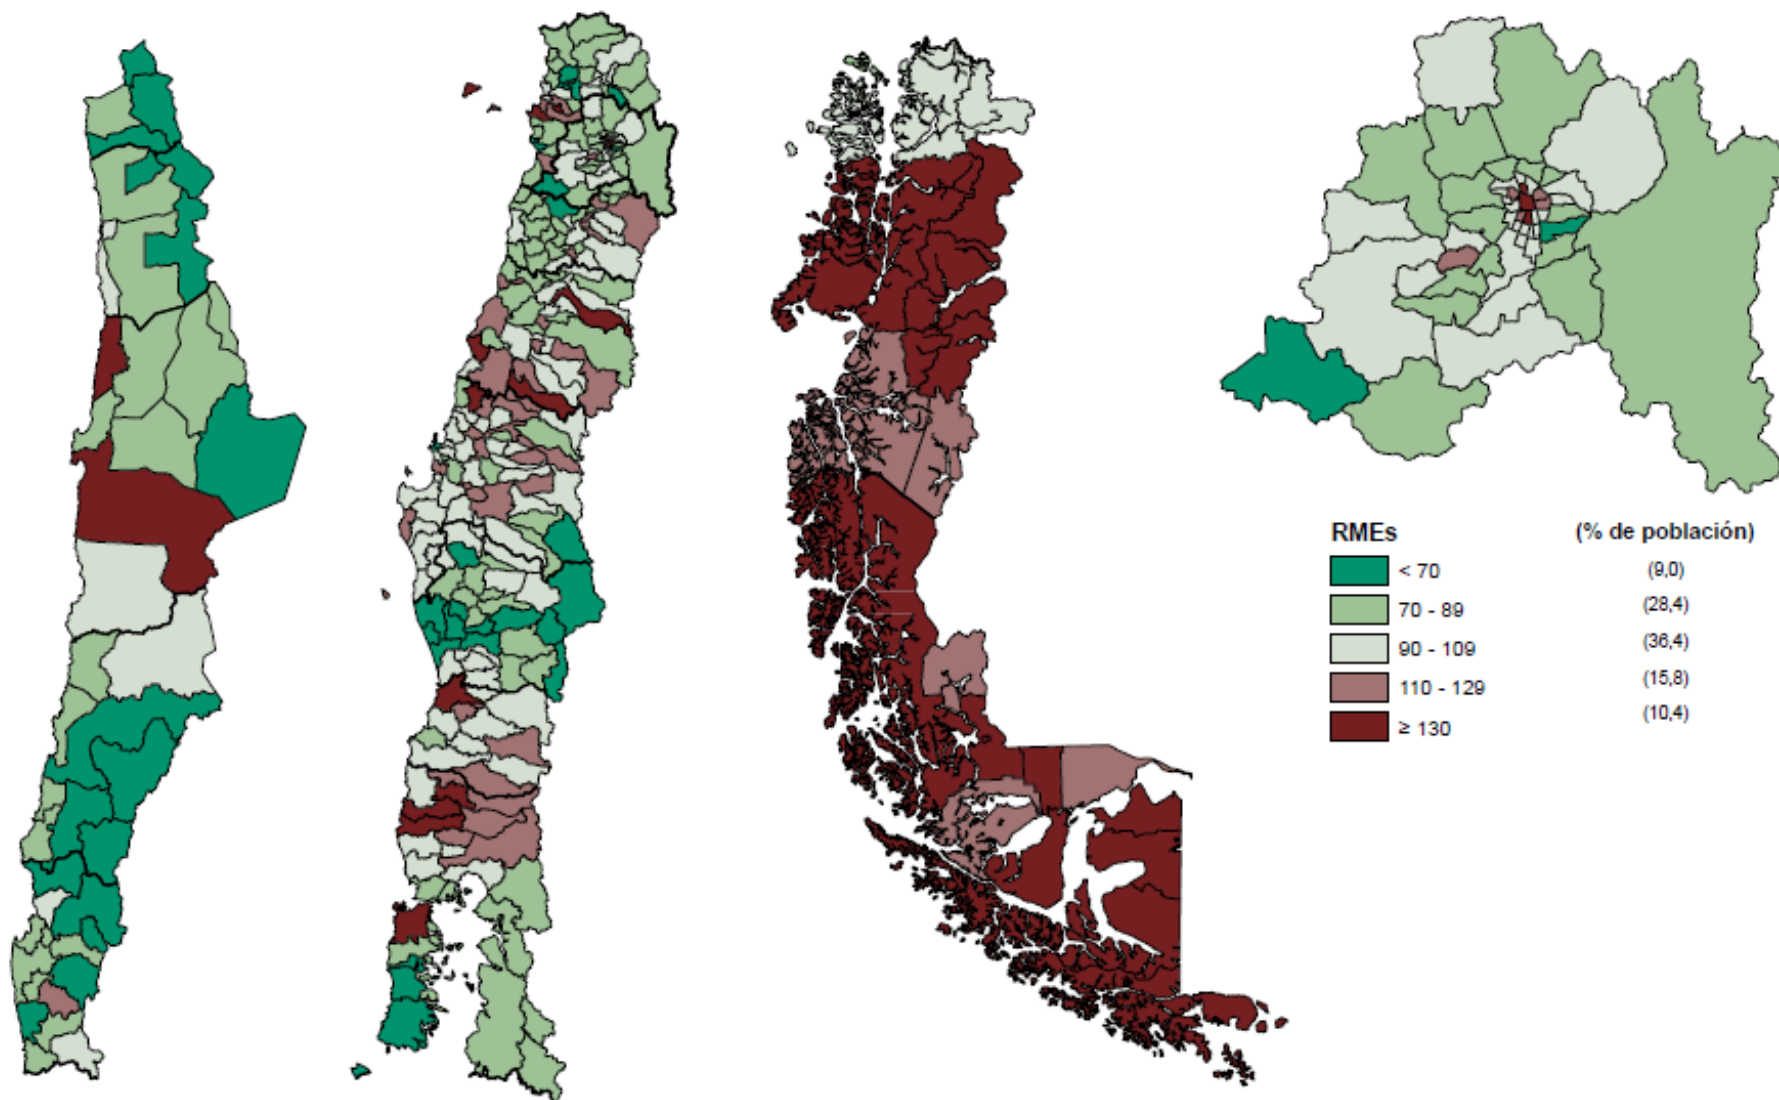 RMEs (% de población)
< 70 (9,0)
70 - 89 (28,4)
90 - 109 (36,4)
110 - 129 (15,8)
≥ 130 (10,4)